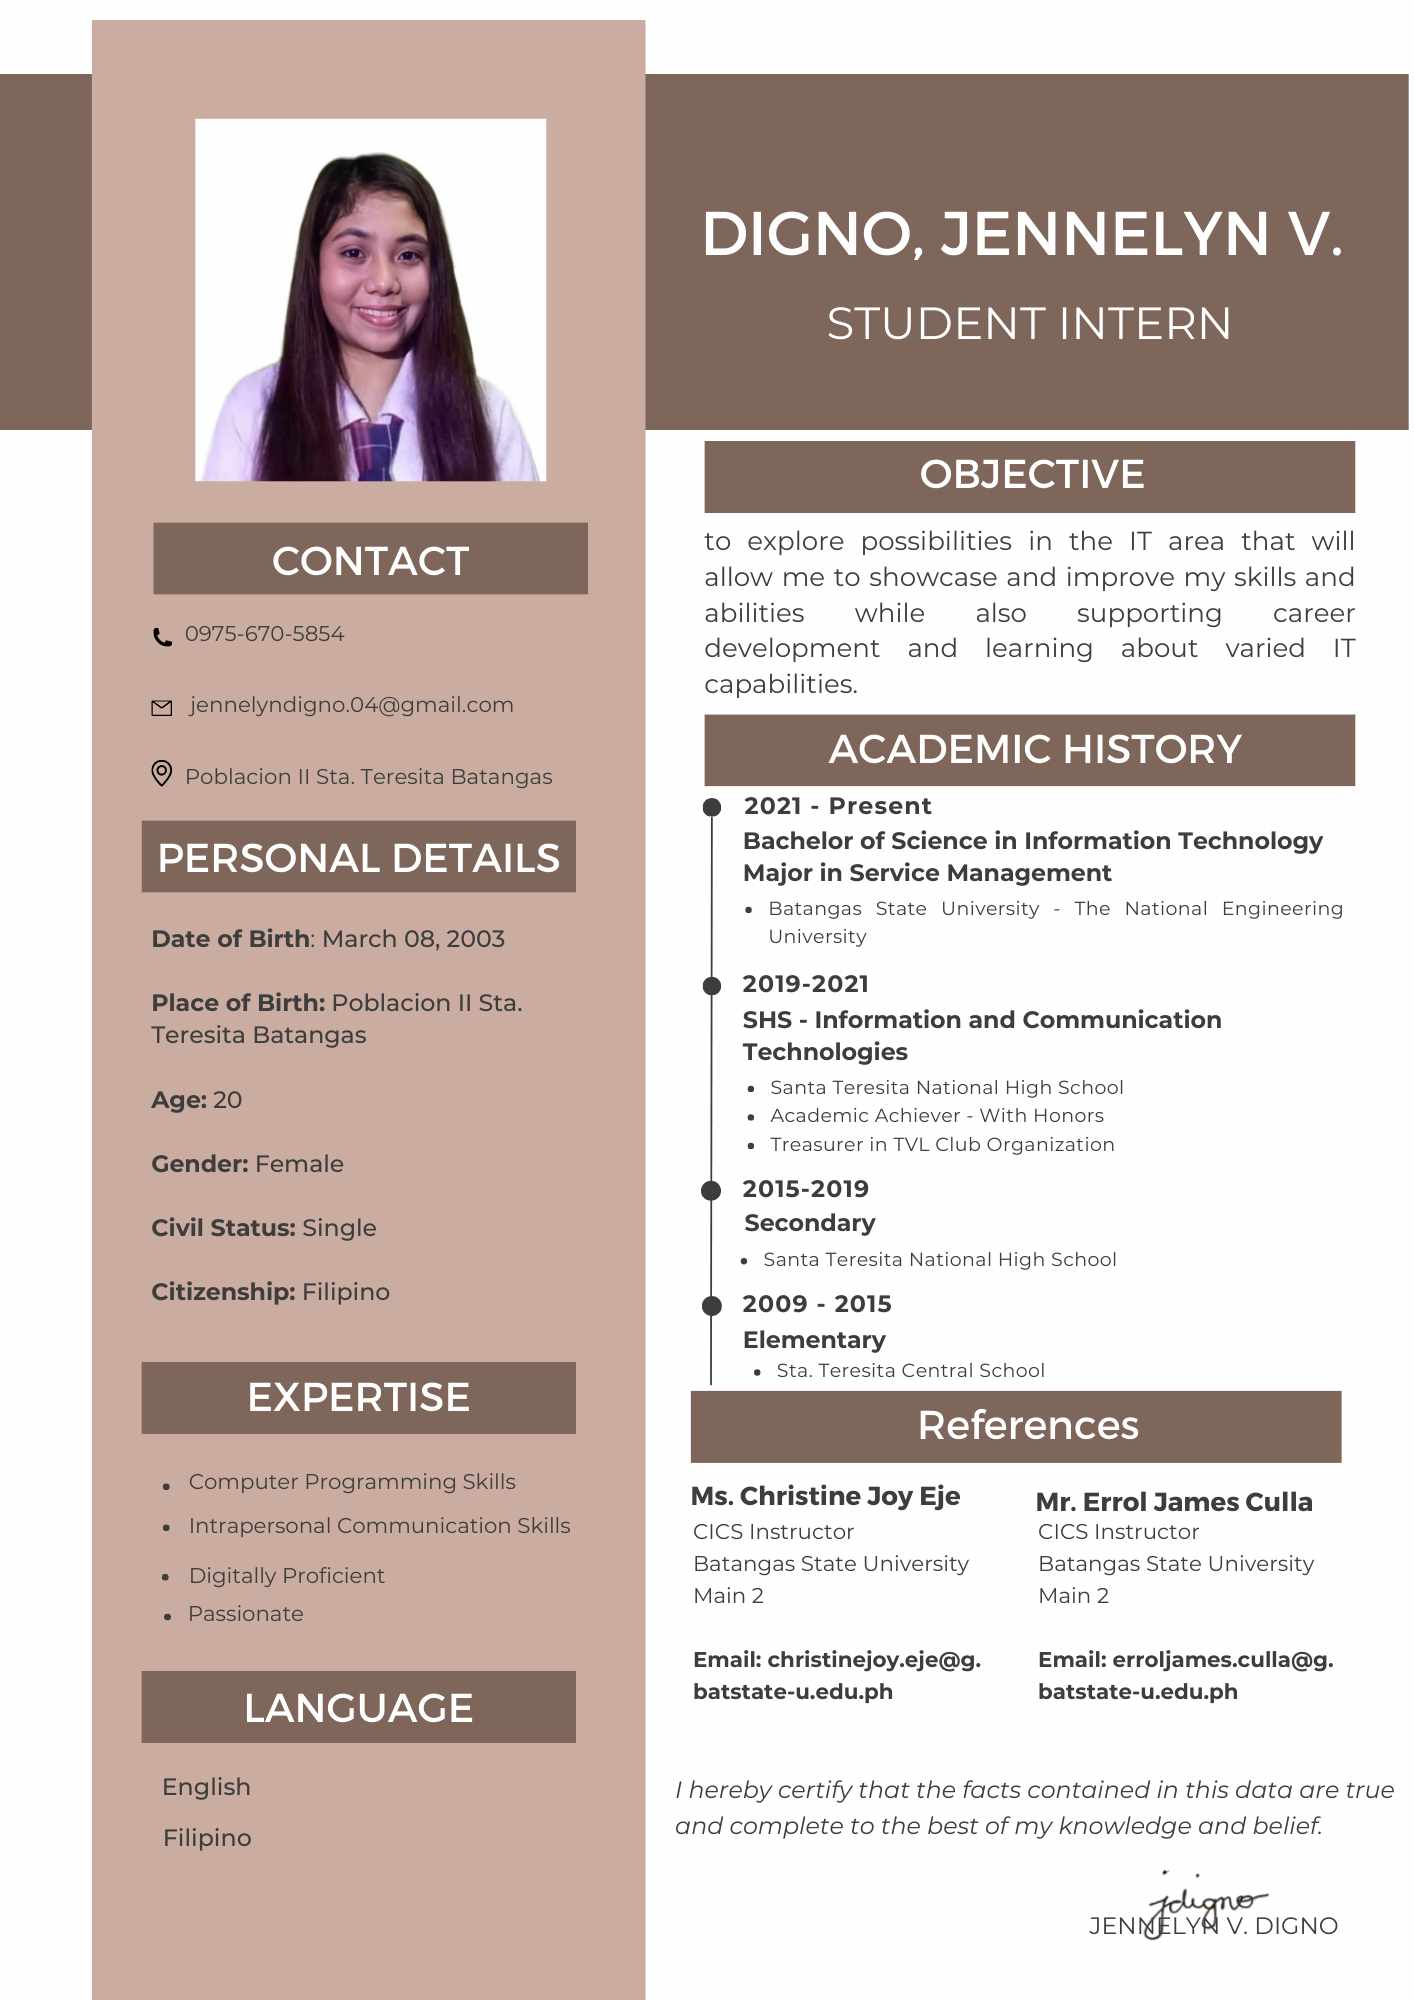 DIGNO, JENNELYN V.
STUDENT INTERN
CONTACT
0975-670-5854
jennelyndigno.04@gmail.com
Poblacion II Sta. Teresita Batangas
PERSONAL DETAILS
Date of Birth: March 08, 2003
Place of Birth: Poblacion II Sta.
Teresita Batangas
Age: 20
Gender: Female
Civil Status: Single
Citizenship: Filipino
EXPERTISE
Computer Programming Skills
Intrapersonal Communication Skills
Digitally Proficient
Passionate
LANGUAGE
English
Filipino
OBJECTIVE
to explore possibilities in the IT area that will
allow me to showcase and improve my skills and
abilities while also supporting career
development and learning about varied IT
capabilities.
ACADEMIC HISTORY
2021 - Present
Bachelor of Science in Information Technology
Major in Service Management
Batangas State University - The National Engineering
University
2019-2021
SHS - Information and Communication
Technologies
Santa Teresita National High School
Academic Achiever - With Honors
Treasurer in TVL Club Organization
2015-2019
Secondary
Santa Teresita National High School
2009 - 2015
Elementary
Sta. Teresita Central School
References
Ms. Christine Joy Eje
CICS Instructor
Batangas State University
Main 2
Email: christinejoy.eje@g.
batstate-u.edu.ph
Mr. Errol James Culla
CICS Instructor
Batangas State University
Main 2
Email: erroljames.culla@g.
batstate-u.edu.ph
I hereby certify that the facts contained in this data are true
and complete to the best of my knowledge and belief.
jdigno
JENNELYN V. DIGNO